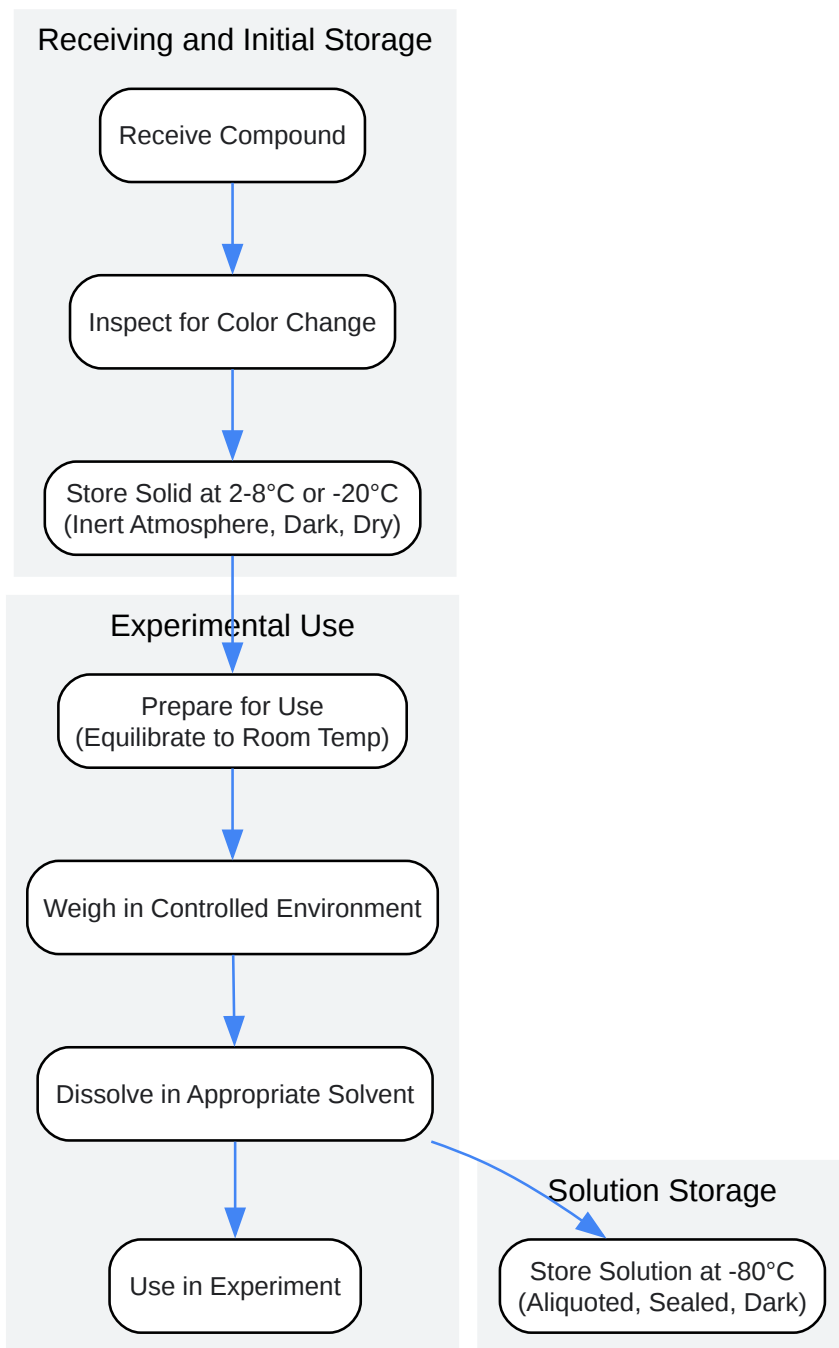 Receiving and Initial Storage
Receive Compound
Inspect for Color Change
Store Solid at 2-8°C or -20°C
(Inert Atmosphere, Dark, Dry)
Experimental Use
Prepare for Use
(Equilibrate to Room Temp)
Weigh in Controlled Environment
Dissolve in Appropriate Solvent
Use in Experiment
Solution Storage
Store Solution at -80°C
(Aliquoted, Sealed, Dark)